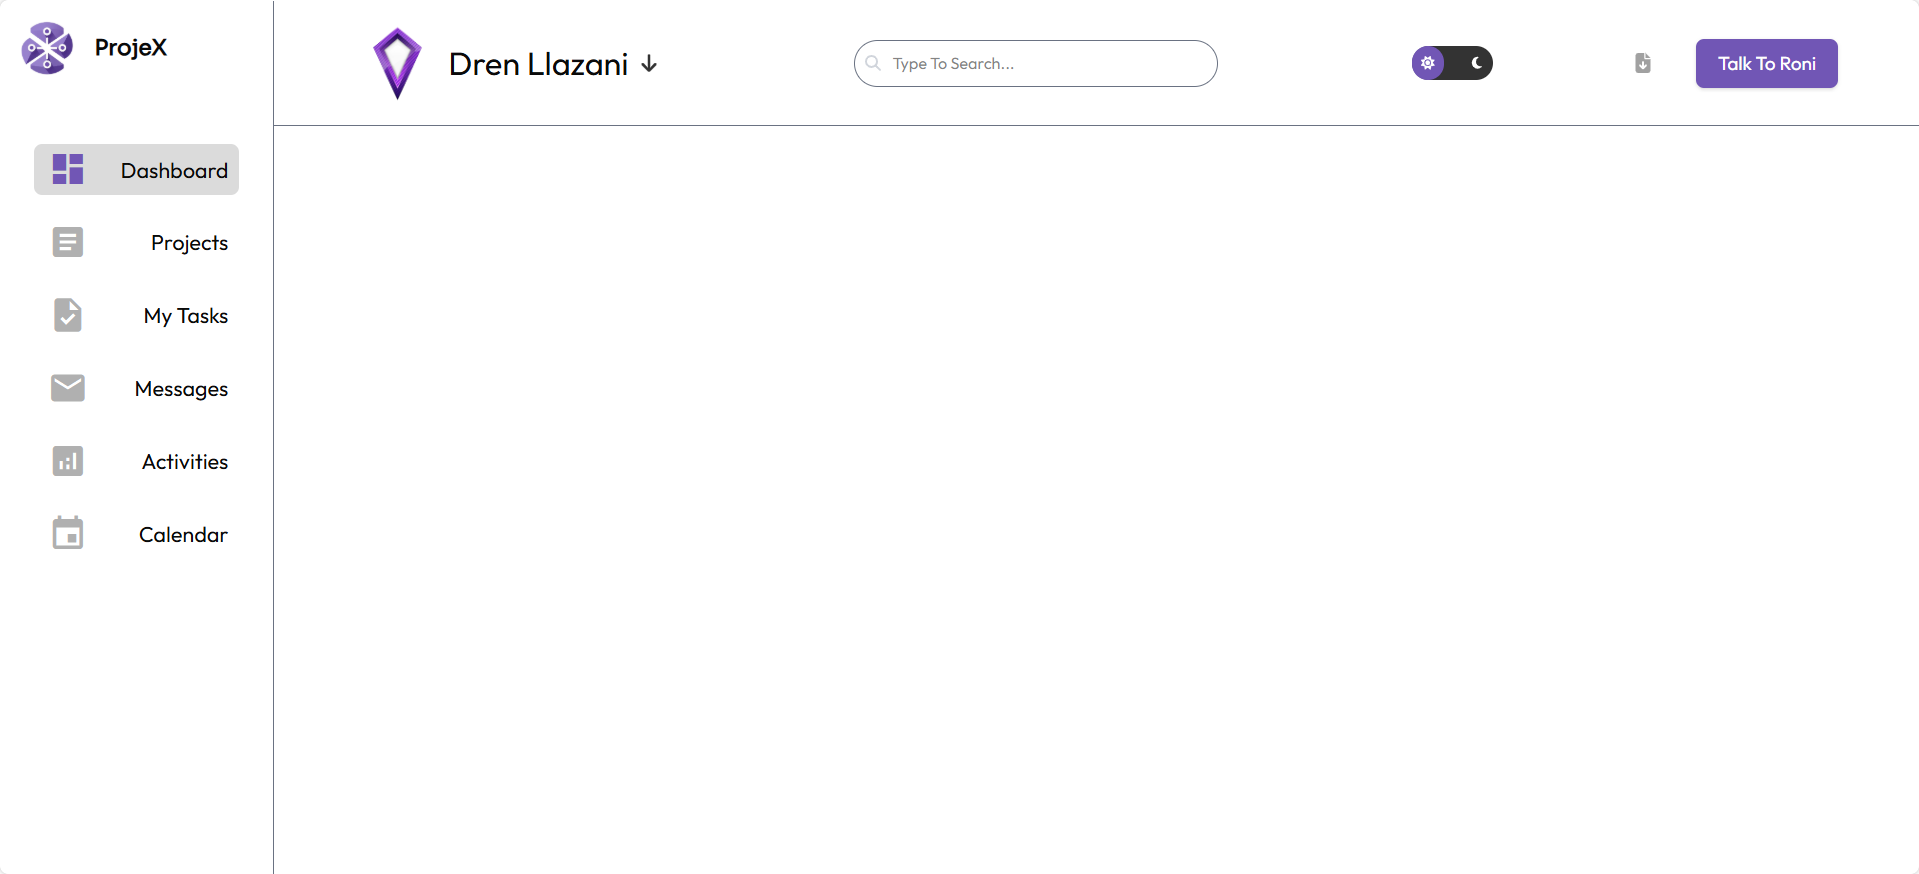 ProjeX
Dren Llazani
Type To Search...
Talk To Roni
Dashboard
Projects
My Tasks
Messages
Activities
Calendar